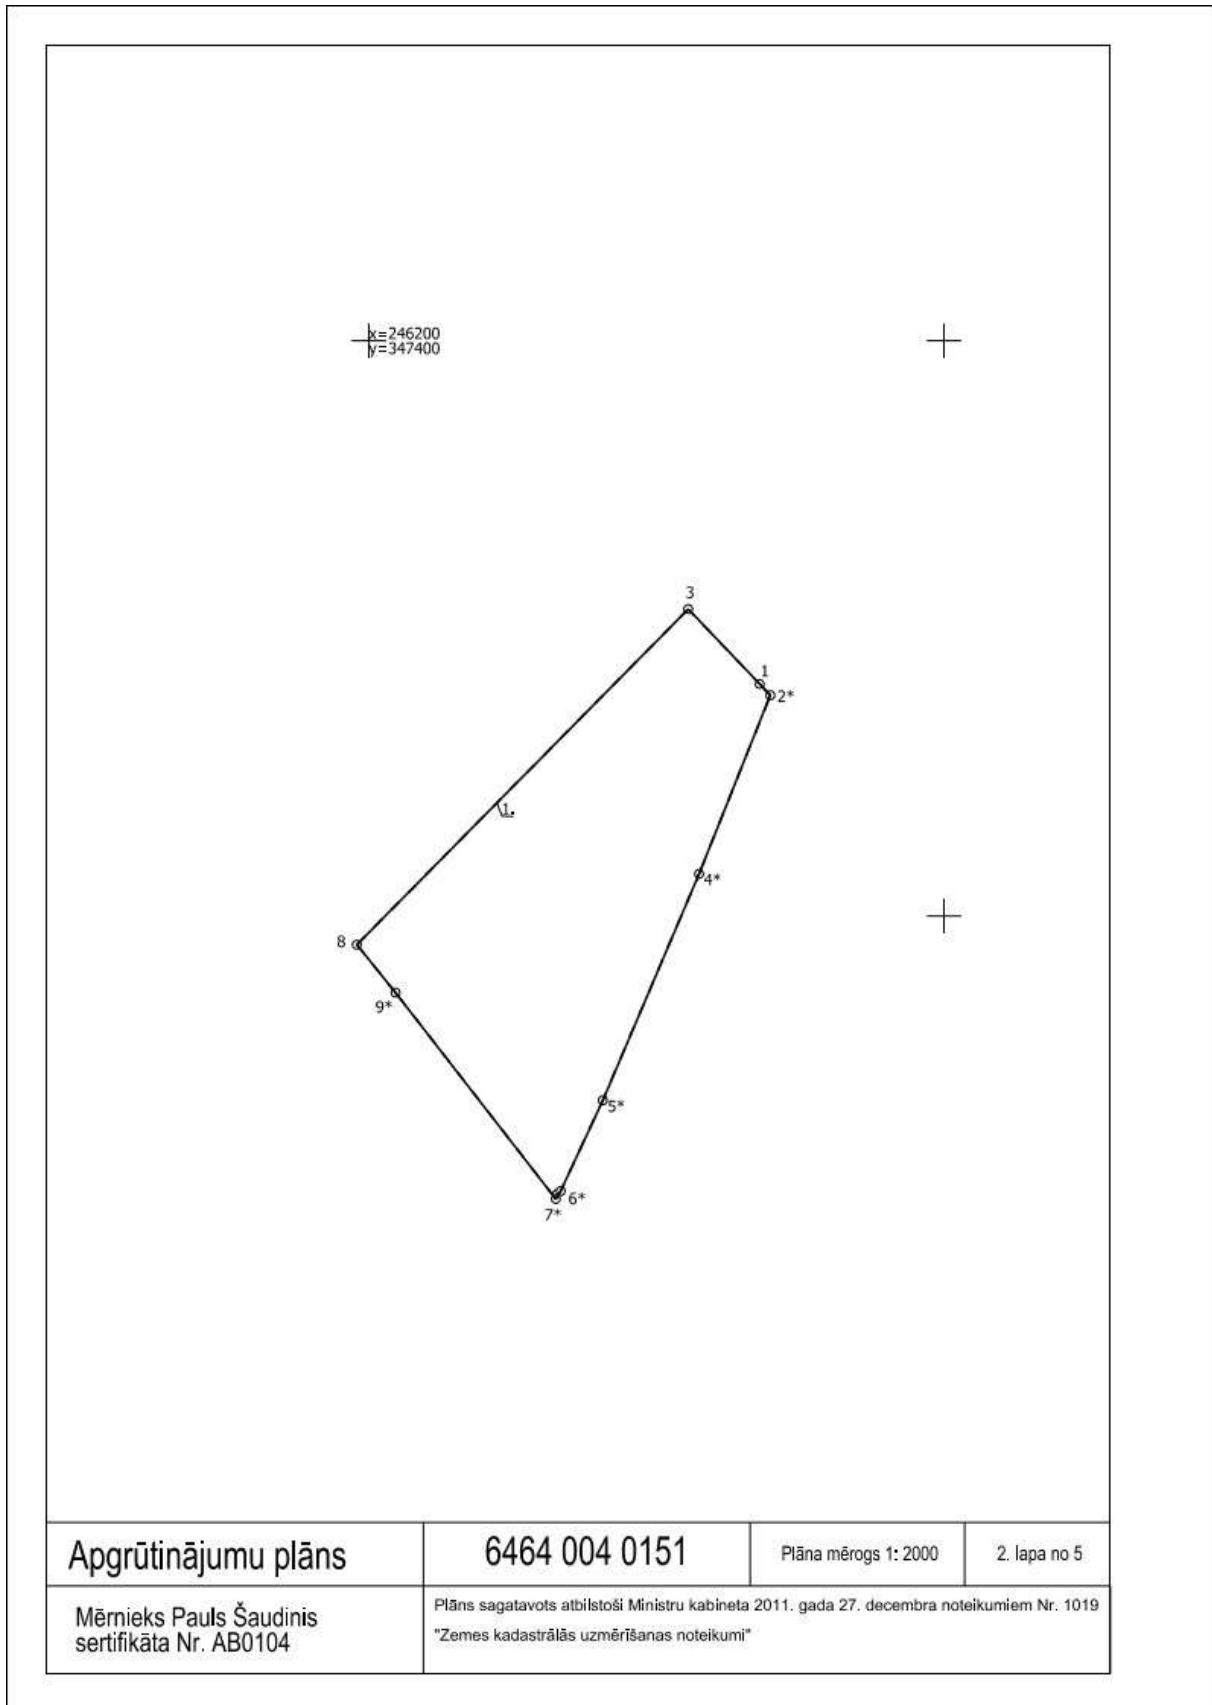 x=246200
y=347400
3
1
2*
1.
4*
8
9*
5*
6*
7*
Apgrūtinājumu plāns
6464 004 0151
Plāna mērogs 1: 2000
2. lapa no 5
Mērnieks Pauls Šaudinis
sertifikāta Nr. AB0104
Plāns sagatavots atbilstoši Ministru kabineta 2011. gada 27. decembra noteikumiem Nr. 1019
"Zemes kadastrālās uzmērīšanas noteikumi"